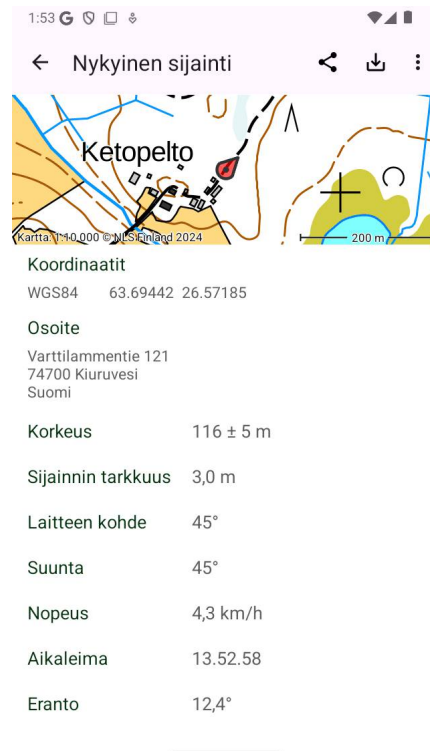 1:53
Nykyinen sijainti
Ketopelto
Kartta: 1:10 000 © NLS Finland 2024
200 m
Koordinaatit
WGS84 63.69442 26.57185
Osoite
Varttilammentie 121
74700 Kiuruvesi
Suomi
Korkeus 116 ± 5 m
Sijainnin tarkkuus 3,0 m
Laitteen kohde 45°
Suunta 45°
Nopeus 4,3 km/h
Aikaleima 13.52.58
Eranto 12,4°